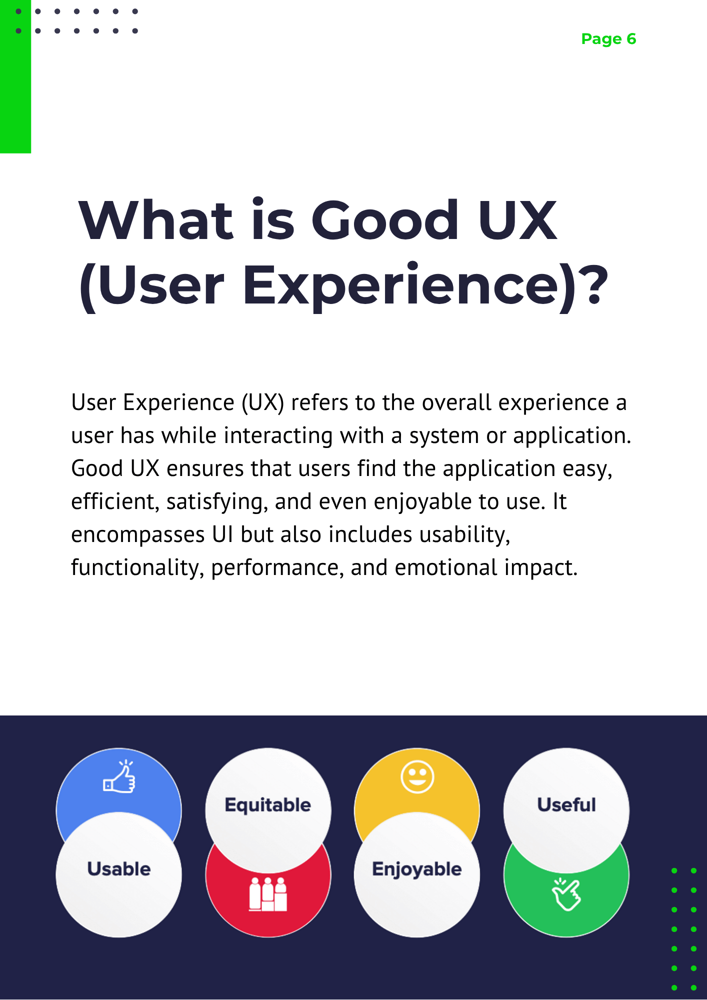 Page 6
What is Good UX
(User Experience)?
User Experience (UX) refers to the overall experience a
user has while interacting with a system or application.
Good UX ensures that users find the application easy,
efficient, satisfying, and even enjoyable to use. It
encompasses UI but also includes usability,
functionality, performance, and emotional impact.
Usable
Equitable
Enjoyable
Useful